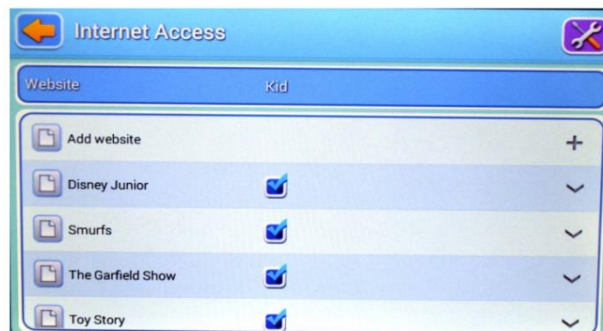 Internet Access
Website Kid
Add website
Disney Junior
Smurfs
The Garfield Show
Toy Story